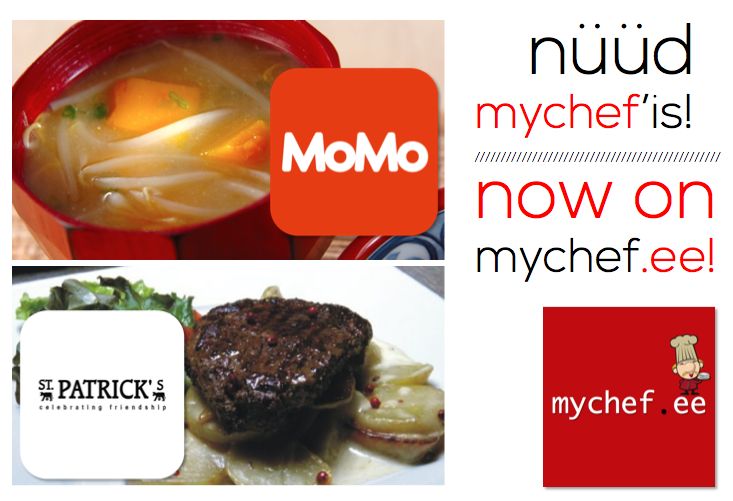 MoMo
ST. PATRICK'S
celebrating friendship
nüüd
mychef'is!
now on
mychef.ee!
mychef.ee